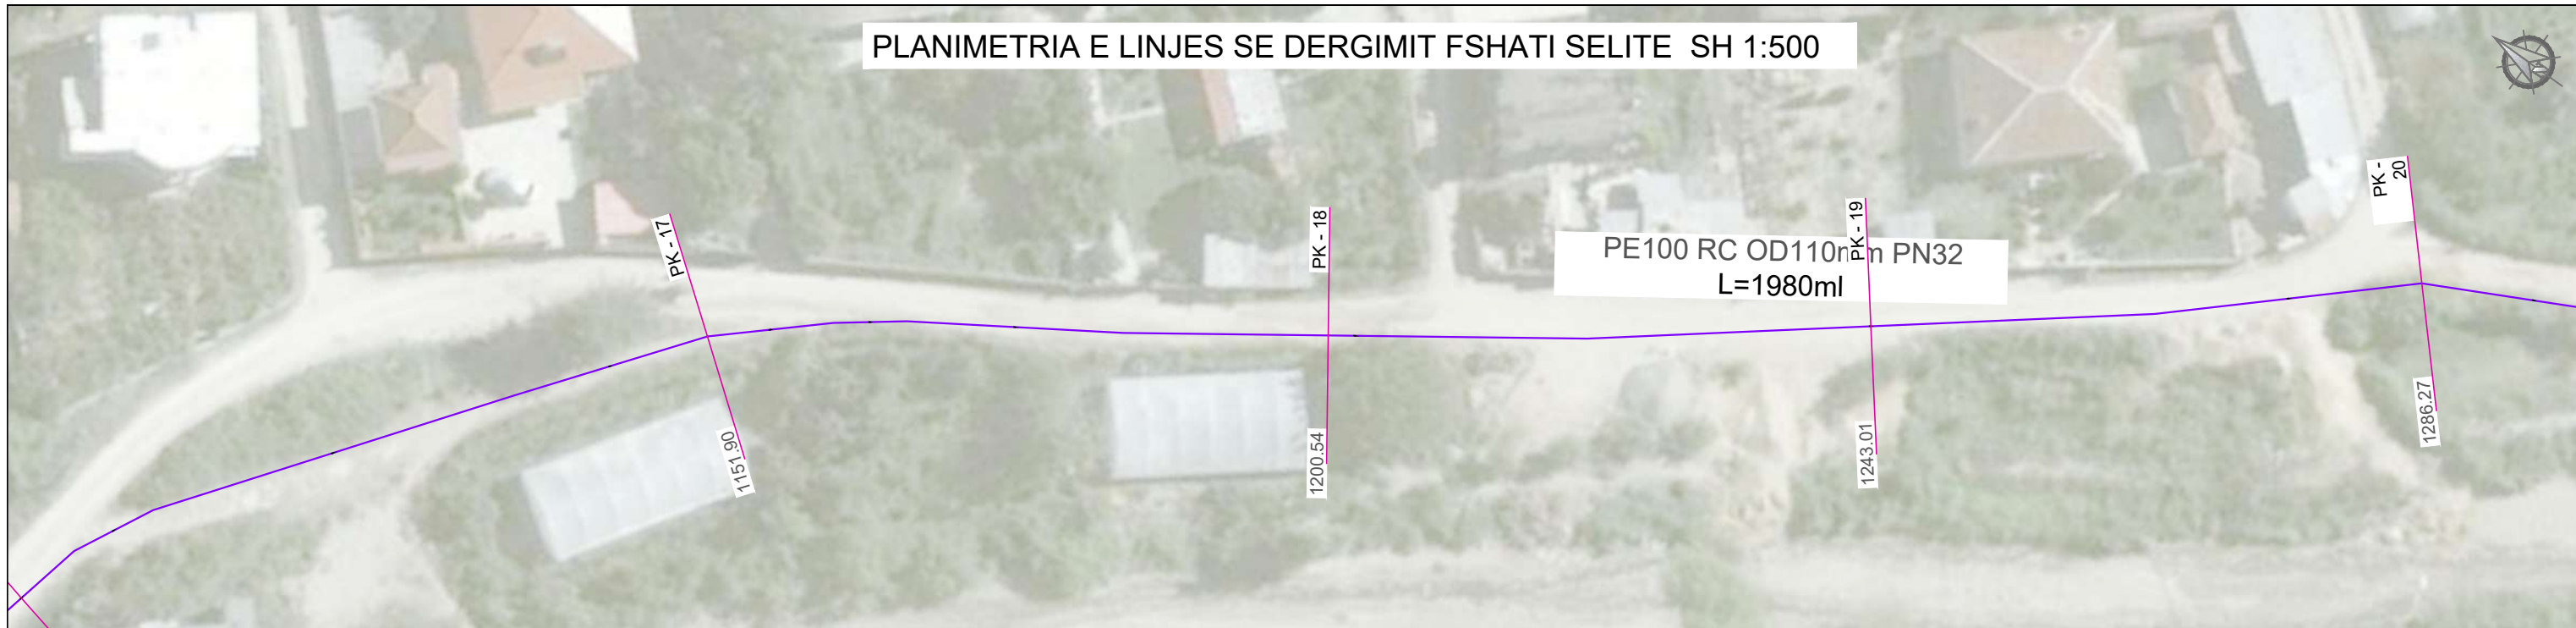 PLANIMETRIA E LINJES SE DERGIMIT FSHATI SELITE SH 1:500
PK - 17
PK - 18
PK - 19
PK -
20
PE100 RC OD110mm PN32
L=1980ml
1151.90
1200.54
1243.01
1286.27